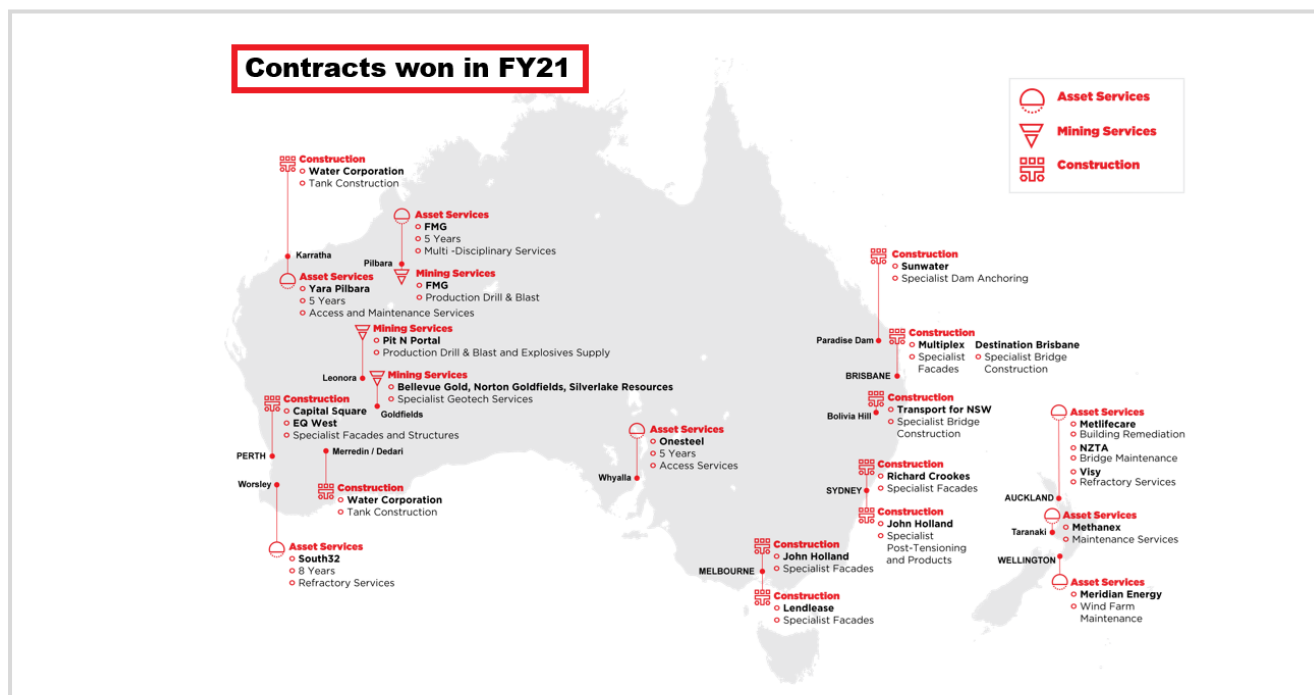 Contracts won in FY21
Asset Services
Mining Services
Construction
Construction
Water Corporation
Tank Construction
Karratha
Asset Services
Yara Pilbara
5 Years
Access and Maintenance Services
Asset Services
FMG
5 Years
Multi -Disciplinary Services
Pilbara
Mining Services
FMG
Production Drill & Blast
Mining Services
Pit N Portal
Production Drill & Blast and Explosives Supply
Leonora
Mining Services
Bellevue Gold, Norton Goldfields, Silverlake Resources
Specialist Geotech Services
Goldfields
Construction
Capital Square
EQ West
Specialist Facades and Structures
PERTH
Merredin / Dedari
Construction
Water Corporation
Tank Construction
Worsley
Asset Services
South32
8 Years
Refractory Services
Asset Services
Onesteel
5 Years
Access Services
Whyalla
Construction
Sunwater
Specialist Dam Anchoring
Paradise Dam
Construction
Multiplex
Specialist
Facades
Destination Brisbane
Specialist Bridge
Construction
BRISBANE
Construction
Transport for NSW
Specialist Bridge
Construction
Bolivia Hill
Construction
Richard Crookes
Specialist Facades
SYDNEY
Construction
John Holland
Specialist
Post-Tensioning
and Products
Construction
John Holland
Specialist Facades
MELBOURNE
Construction
Lendlease
Specialist Facades
Asset Services
Metlifecare
Building Remediation
NZTA
Bridge Maintenance
Visy
Refractory Services
AUCKLAND
Asset Services
Methanex
Maintenance Services
Taranaki
WELLINGTON
Asset Services
Meridian Energy
Wind Farm
Maintenance